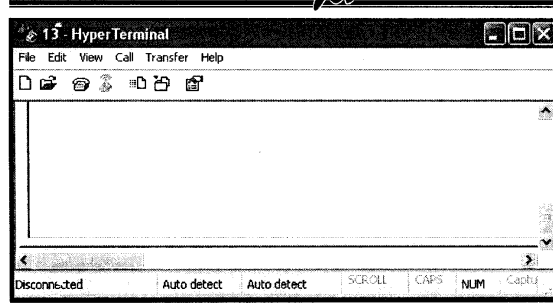 13 - HyperTerminal
File Edit View Call Transfer Help
Disconnected Auto detect Auto detect SCROLL CAPS NUM Captu